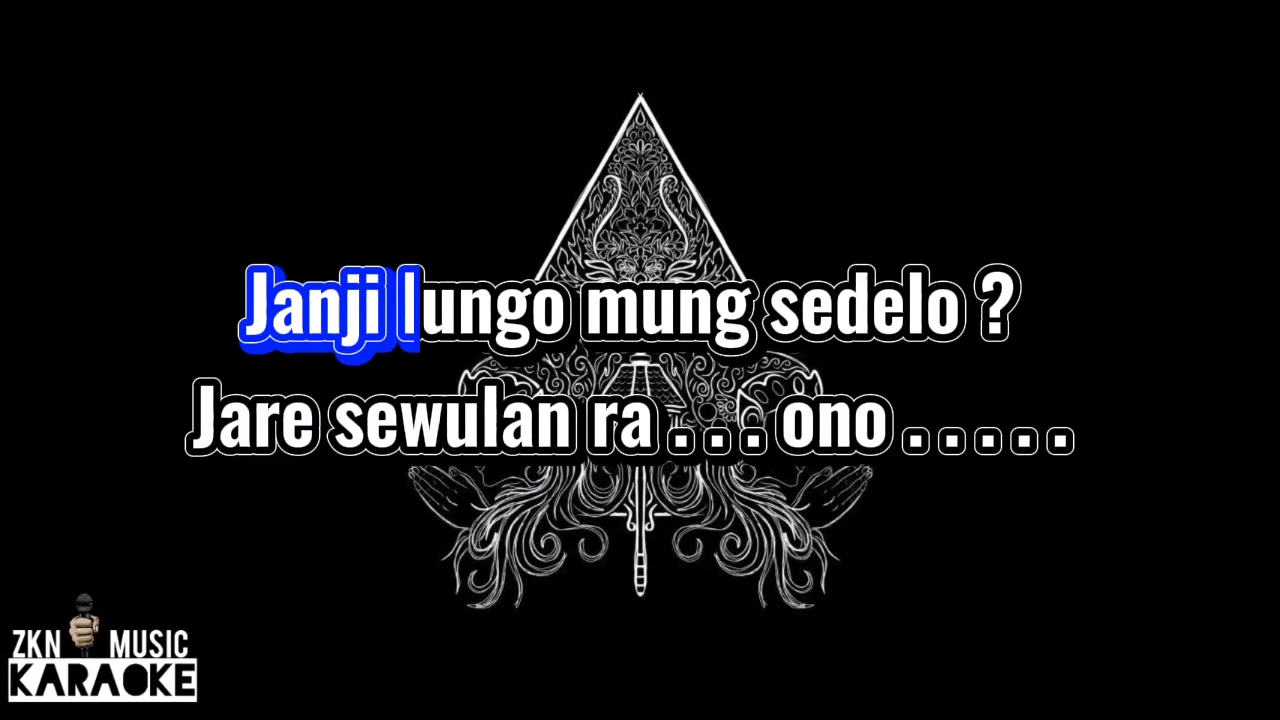 Janji lungo mung sedelo ?
Jare sewulan ra . . . ono . . . . .
ZKN MUSIC
KARAOKE